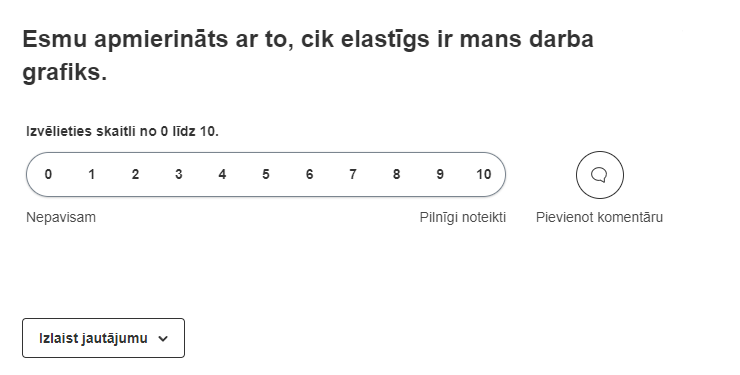 Esmu apmierināts ar to, cik elastīgs ir mans darba
grafiks.
Izvēlieties skaitli no 0 līdz 10.
0 1 2 3 4 5 6 7 8 9 10
Nepavisam Pilnīgi noteikti Pievienot komentāru
Izlaist jautājumu